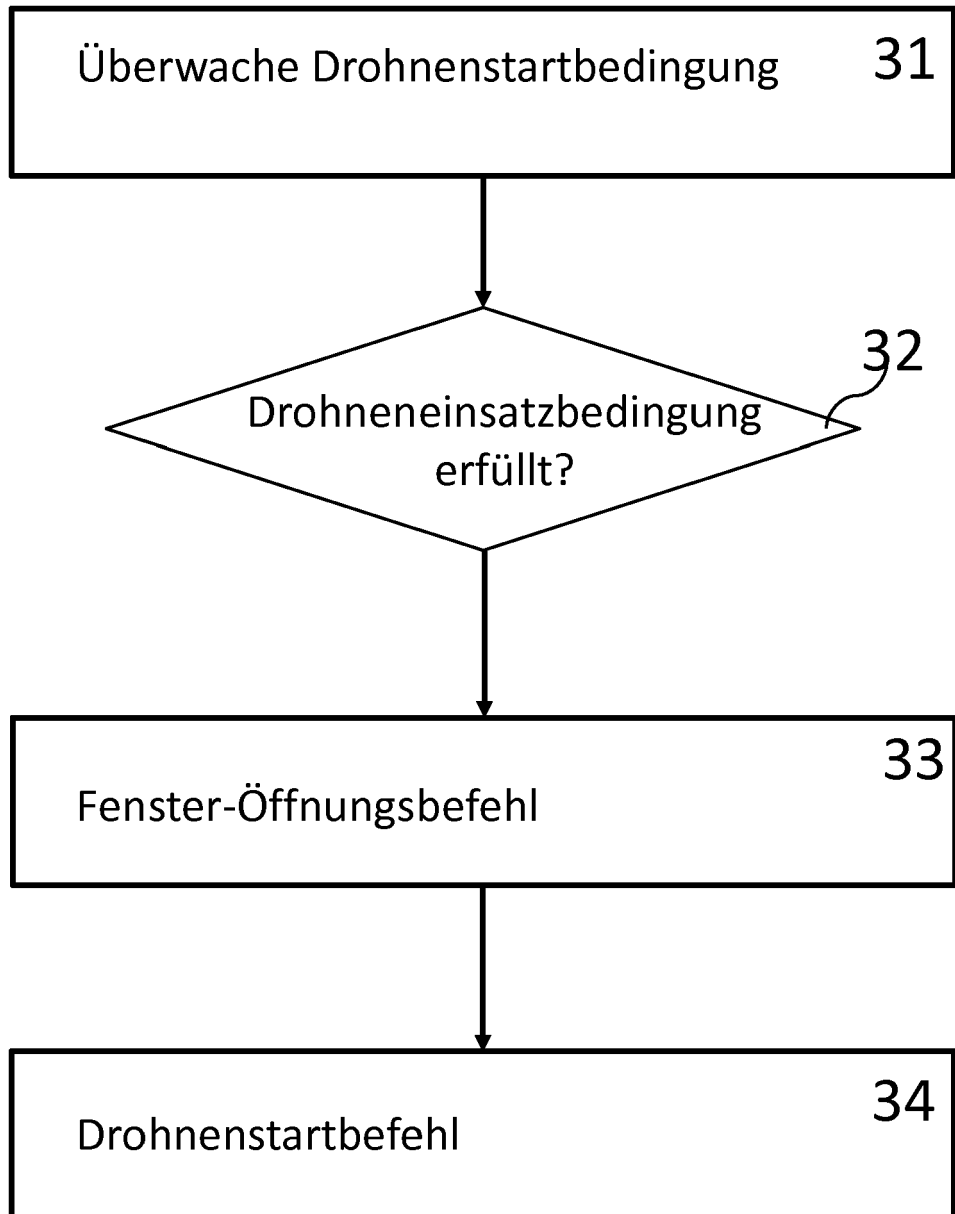 Überwache Drohnenstartbedingung 31
32
Drohneneinsatzbedingung
erfüllt?
33
Fenster-Öffnungsbefehl
34
Drohnenstartbefehl